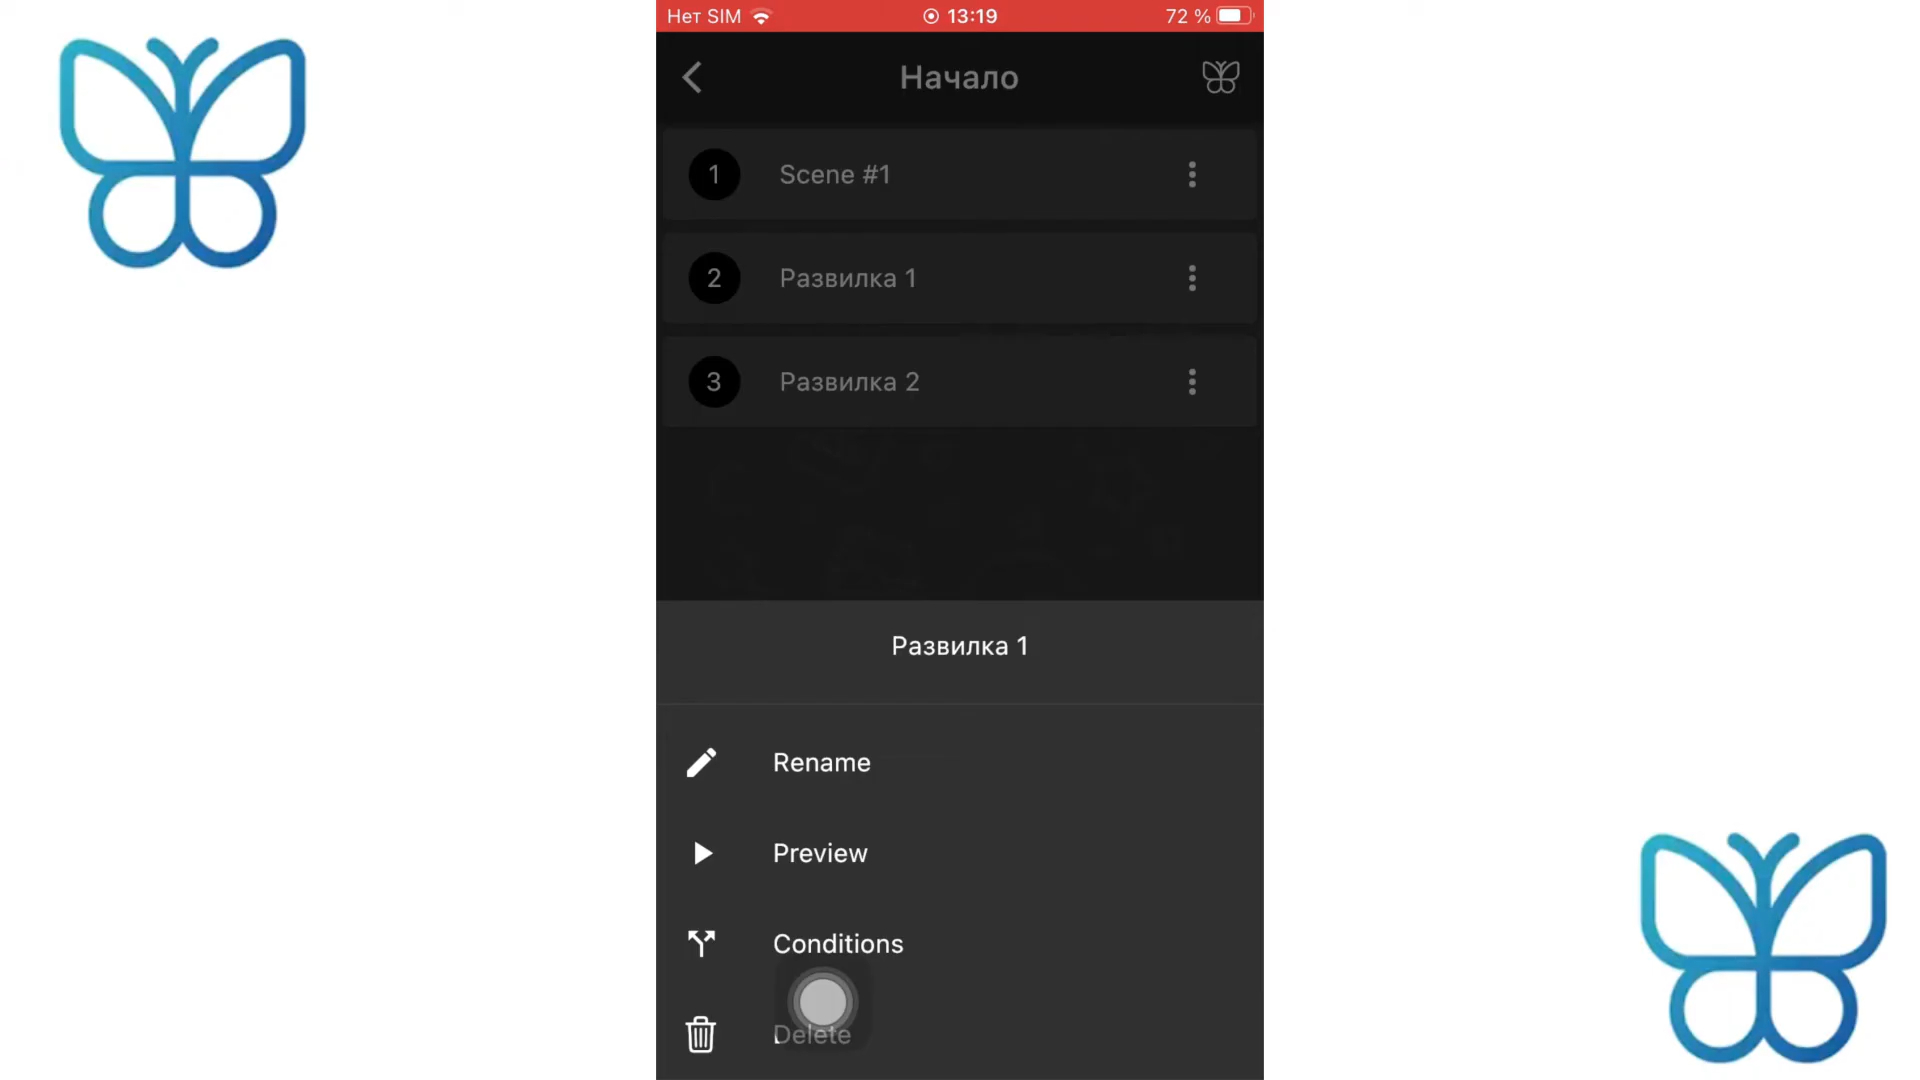 Нет SIM 13:19 72 %
Начало
1 Scene #1
2 Развилка 1
3 Развилка 2
Развилка 1
Rename
Preview
Conditions
Delete